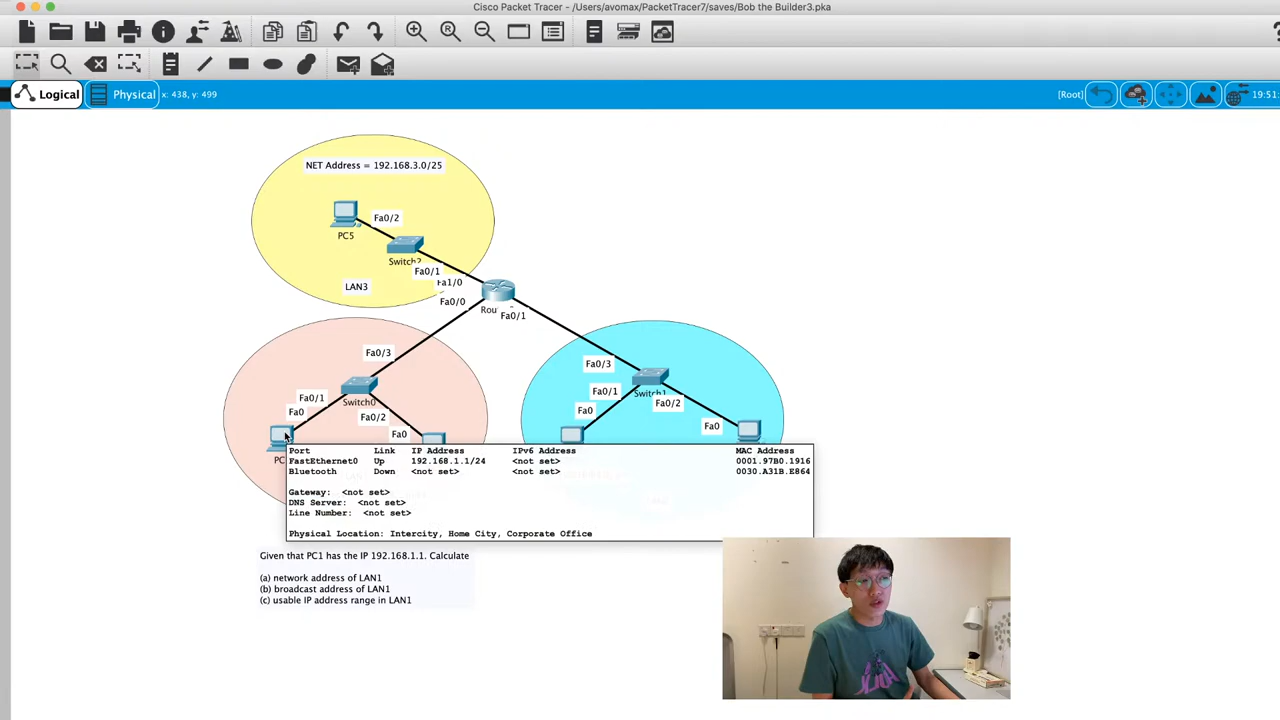 Cisco Packet Tracer - /Users/avomax/PacketTracer7/saves/Bob the Builder3.pka
Logical
Physical
x: 438, y: 499
[Root]
19:51:
NET Address = 192.168.3.0/25
Fa0/2
PC5
Switch2
Fa0/1
Fa1/0
LAN3
Fa0/0
Rou
Fa0/1
Fa0/3
Fa0/3
Fa0/1
Switch1
Fa0/1
Switch0
Fa0/2
Fa0
Fa0/2
Fa0
Fa0
Fa0
PC
Port Link IP Address IPv6 Address MAC Address
FastEthernet0 Up 192.168.1.1/24 <not set> 0001.97B0.1916
Bluetooth Down <not set> <not set> 0030.A31B.E864
Gateway: <not set>
DNS Server: <not set>
Line Number: <not set>
Physical Location: Intercity, Home City, Corporate Office
Given that PC1 has the IP 192.168.1.1. Calculate
(a) network address of LAN1
(b) broadcast address of LAN1
(c) usable IP address range in LAN1